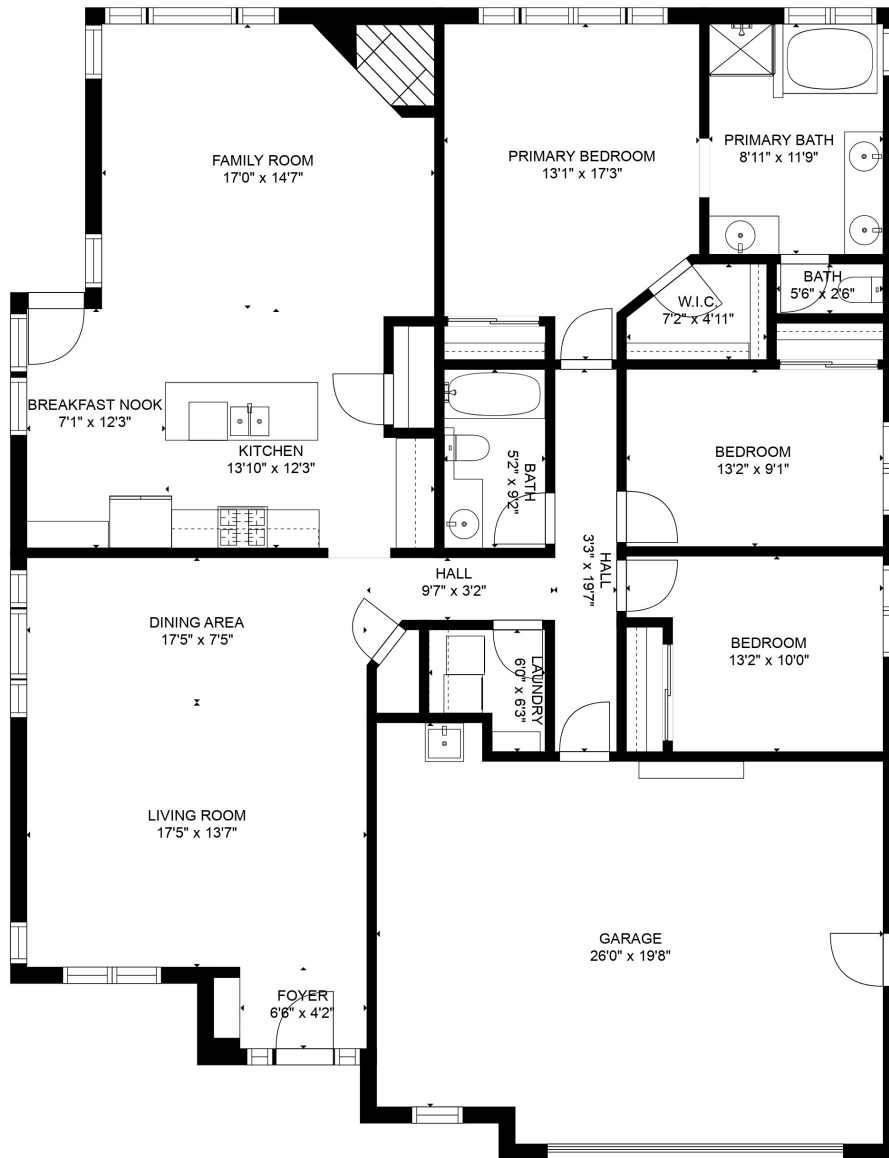 FAMILY ROOM
17'0" x 14'7"
PRIMARY BEDROOM
13'1" x 17'3"
PRIMARY BATH
8'11" x 11'9"
BATH
5'6" x 2'6"
W.I.C.
7'2" x 4'11"
BREAKFAST NOOK
7'1" x 12'3"
KITCHEN
13'10" x 12'3"
BATH
5'2" x 9'2"
BEDROOM
13'2" x 9'1"
HALL
9'7" x 3'2"
HALL
3'3" x 19'7"
DINING AREA
17'5" x 7'5"
BEDROOM
13'2" x 10'0"
LAUNDRY
6'0" x 6'3"
LIVING ROOM
17'5" x 13'7"
GARAGE
26'0" x 19'8"
FOYER
6'6" x 4'2"